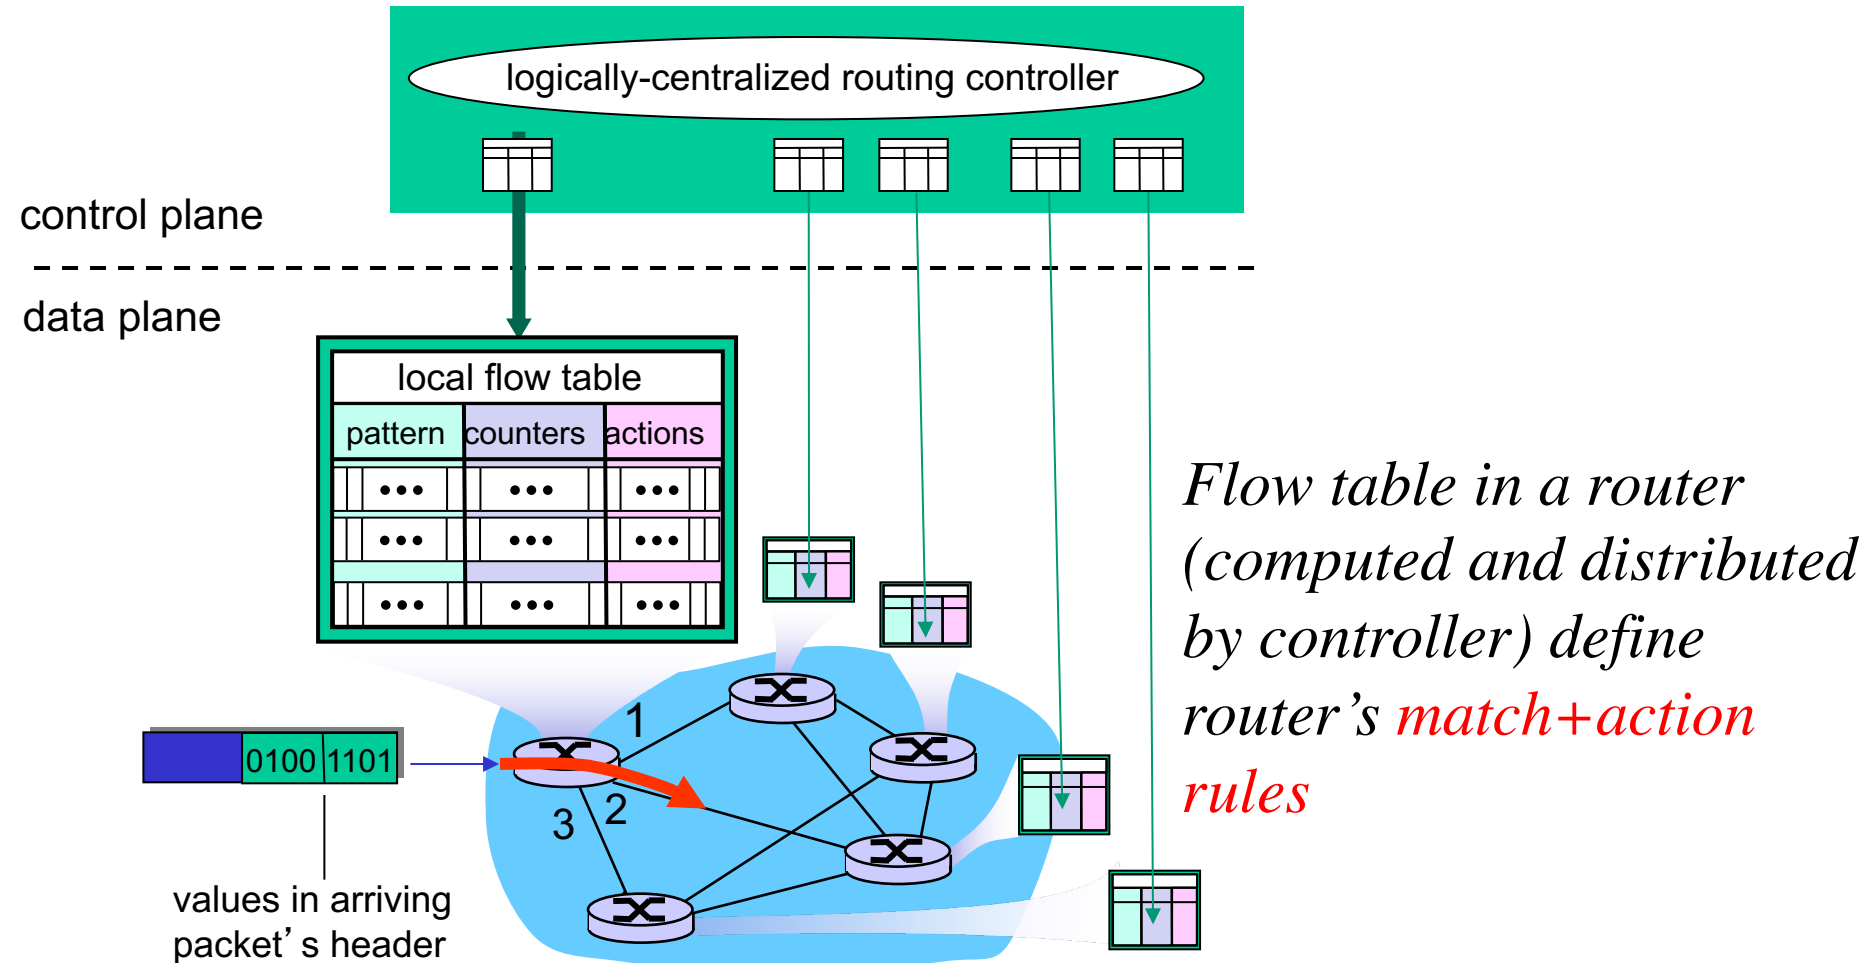 logically-centralized routing controller
control plane
data plane
local flow table
pattern counters actions
1
2
3
0100 1101
values in arriving
packet’s header
Flow table in a router
(computed and distributed
by controller) define
router’s match+action
rules